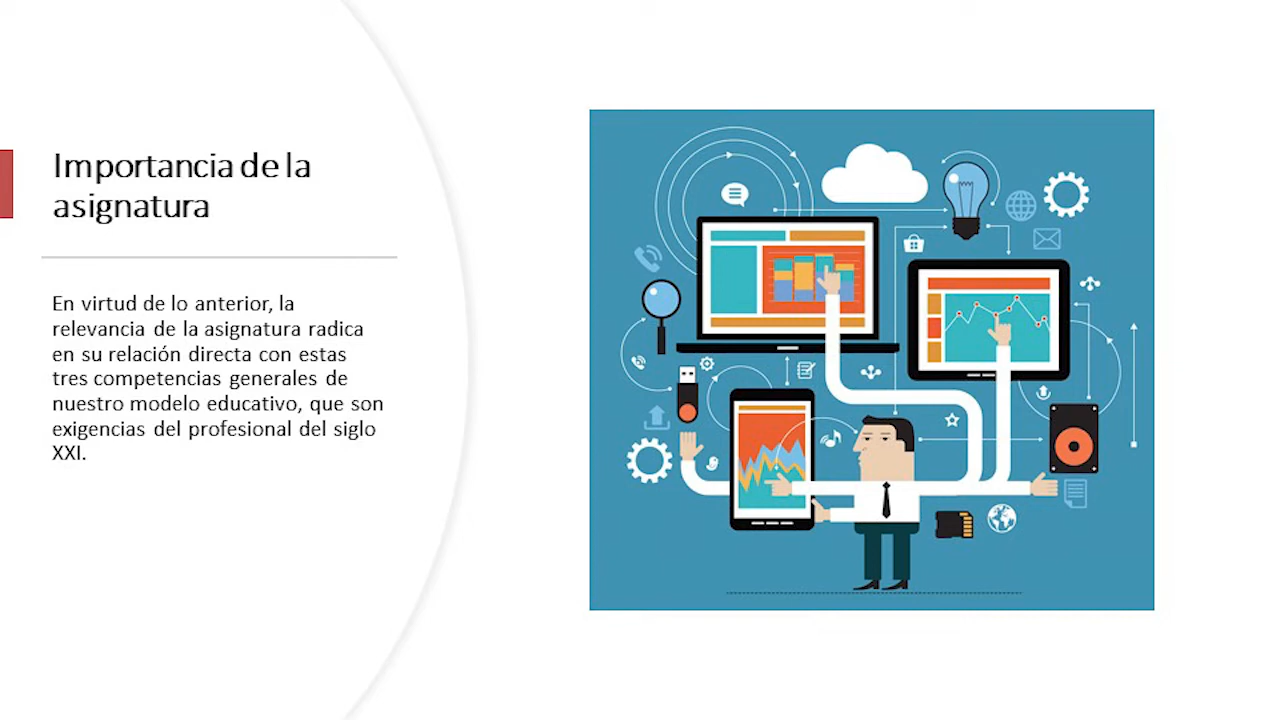 Importancia de la
asignatura
En virtud de lo anterior, la
relevancia de la asignatura radica
en su relación directa con estas
tres competencias generales de
nuestro modelo educativo, que son
exigencias del profesional del siglo
XXI.